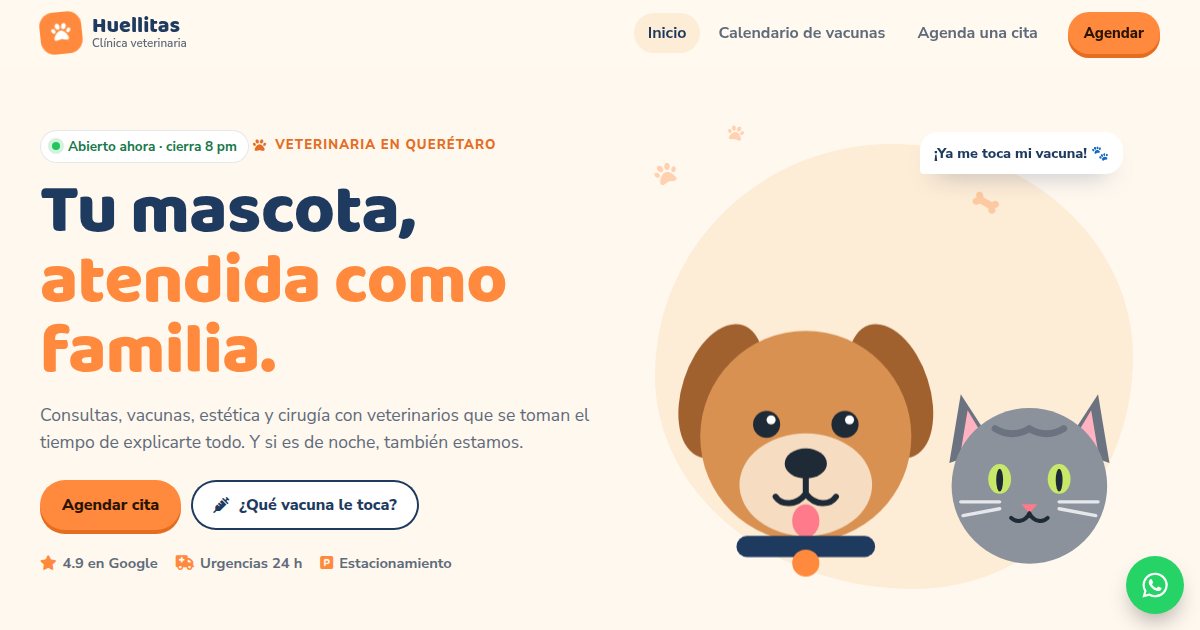 Huellitas
Clínica veterinaria
Inicio
Calendario de vacunas
Agenda una cita
Agendar
Abierto ahora · cierra 8 pm
VETERINARIA EN QUERÉTARO
¡Ya me toca mi vacuna! 🐾
Tu mascota,
atendida como
familia.
Consultas, vacunas, estética y cirugía con veterinarios que se toman el
tiempo de explicarte todo. Y si es de noche, también estamos.
Agendar cita
¿Qué vacuna le toca?
4.9 en Google
Urgencias 24 h
P
Estacionamiento